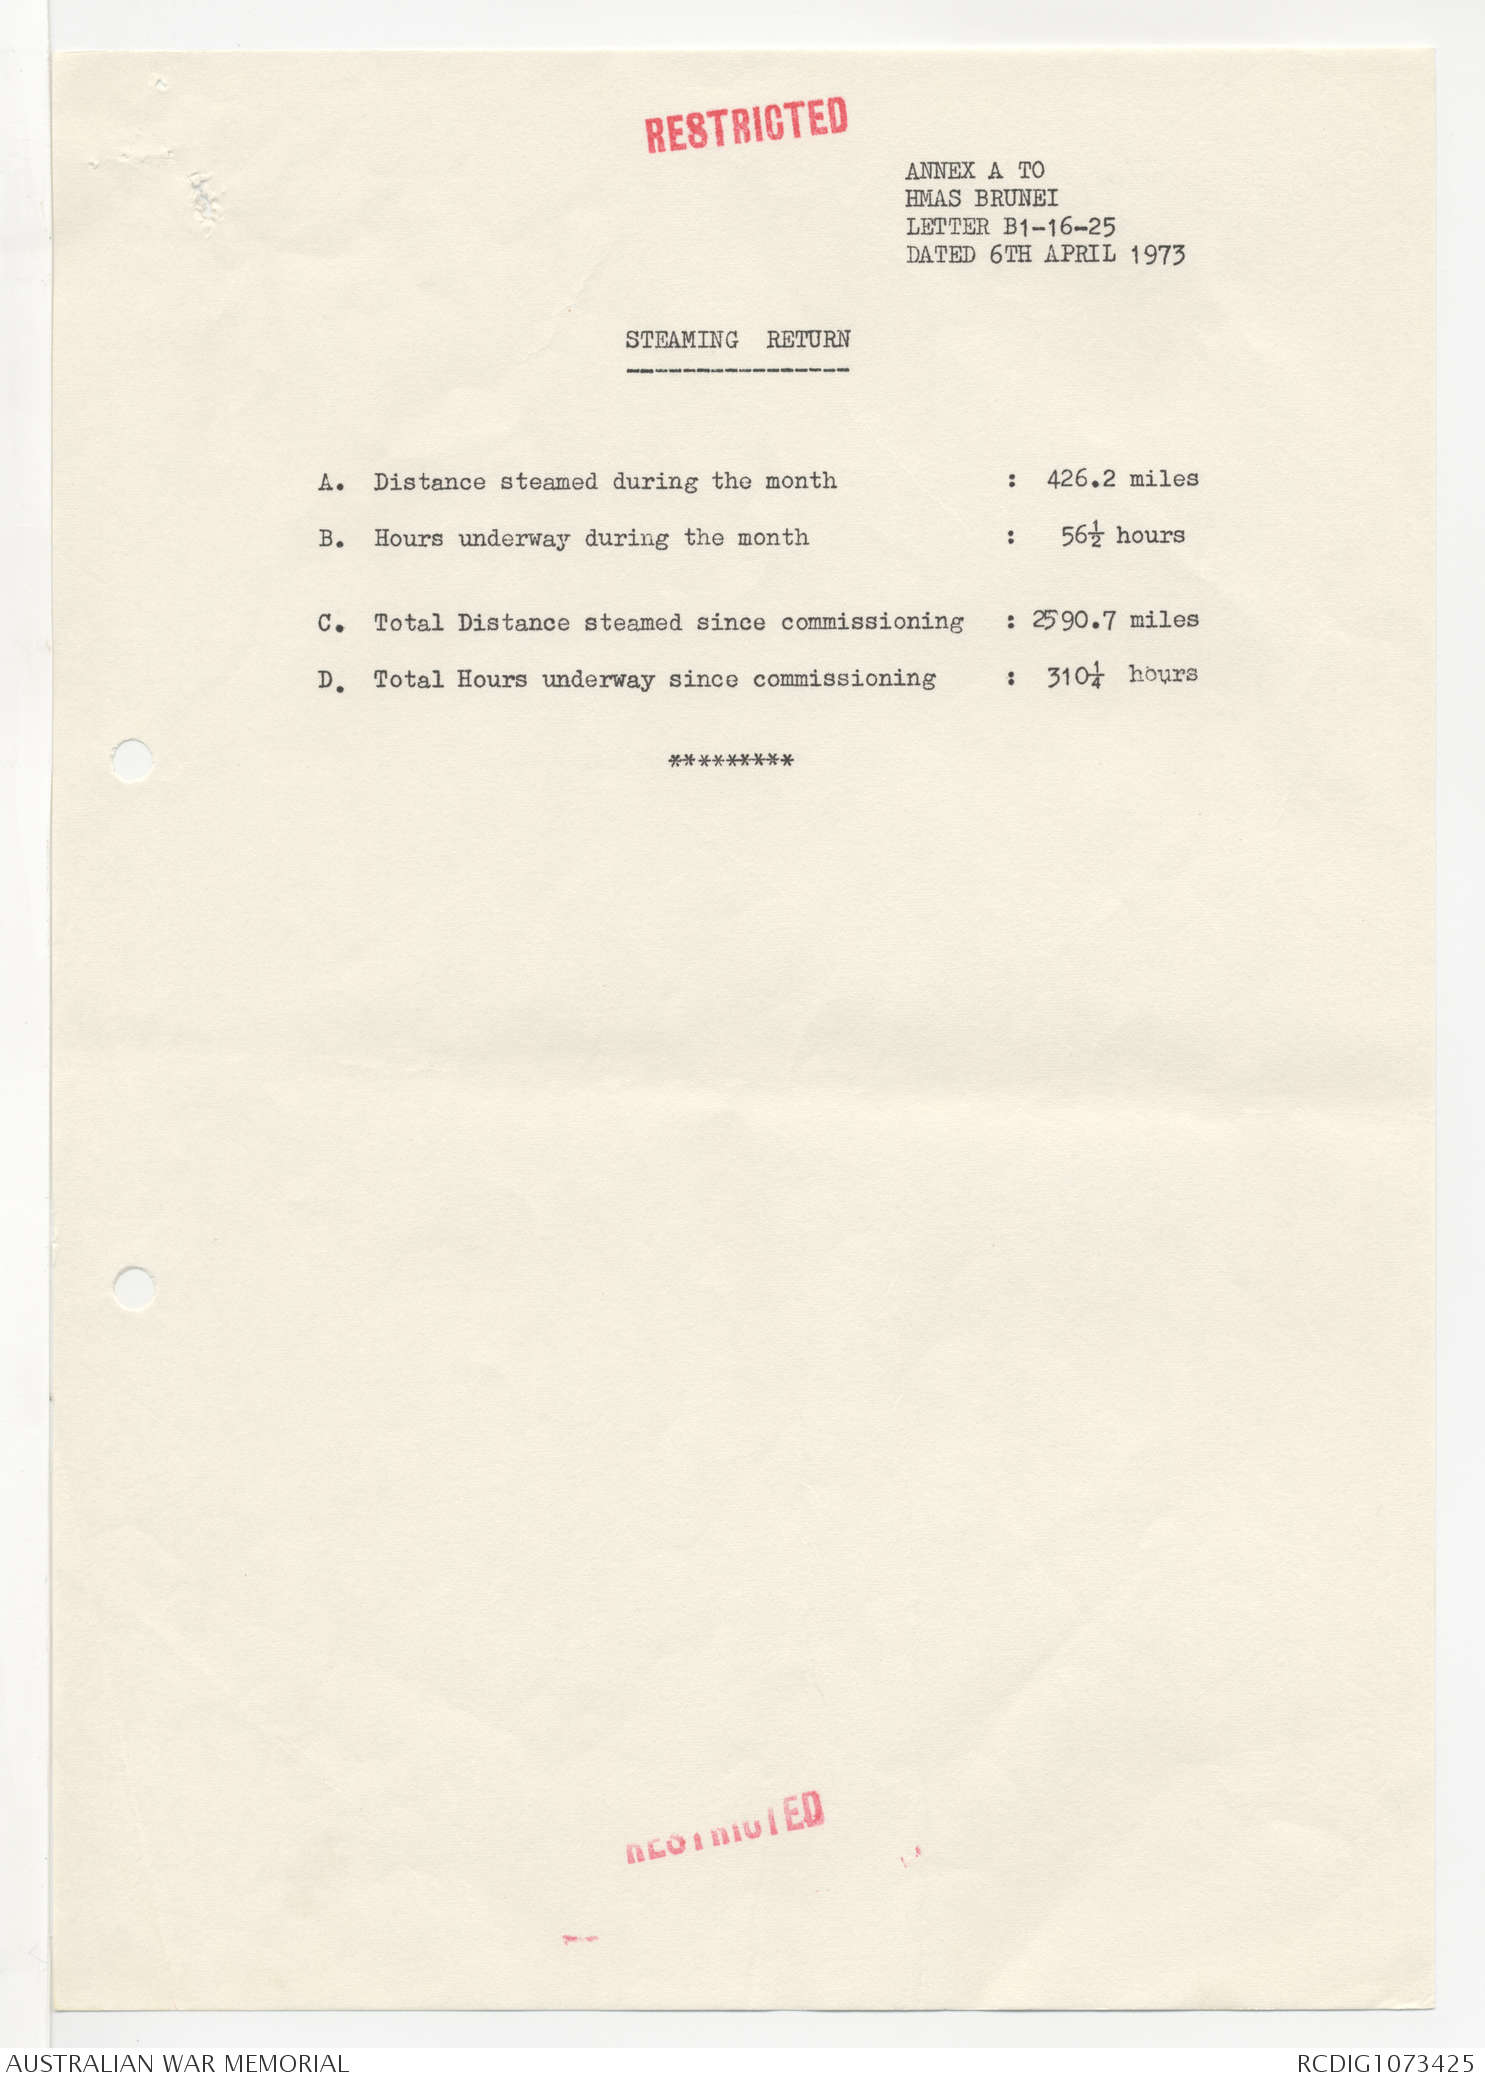 RESTRICTED
ANNEX A TO
HMAS BRUNEI
LETTER B1-16-25
DATED 6TH APRIL 1973
STEAMING RETURN
A. Distance steamed during the month : 426.2 miles
B. Hours underway during the month : 56½ hours
C. Total Distance steamed since commissioning : 2590.7 miles
D. Total Hours underway since commissioning : 310¼ hours
*********
RESTRICTED
AUSTRALIAN WAR MEMORIAL RCDIG1073425